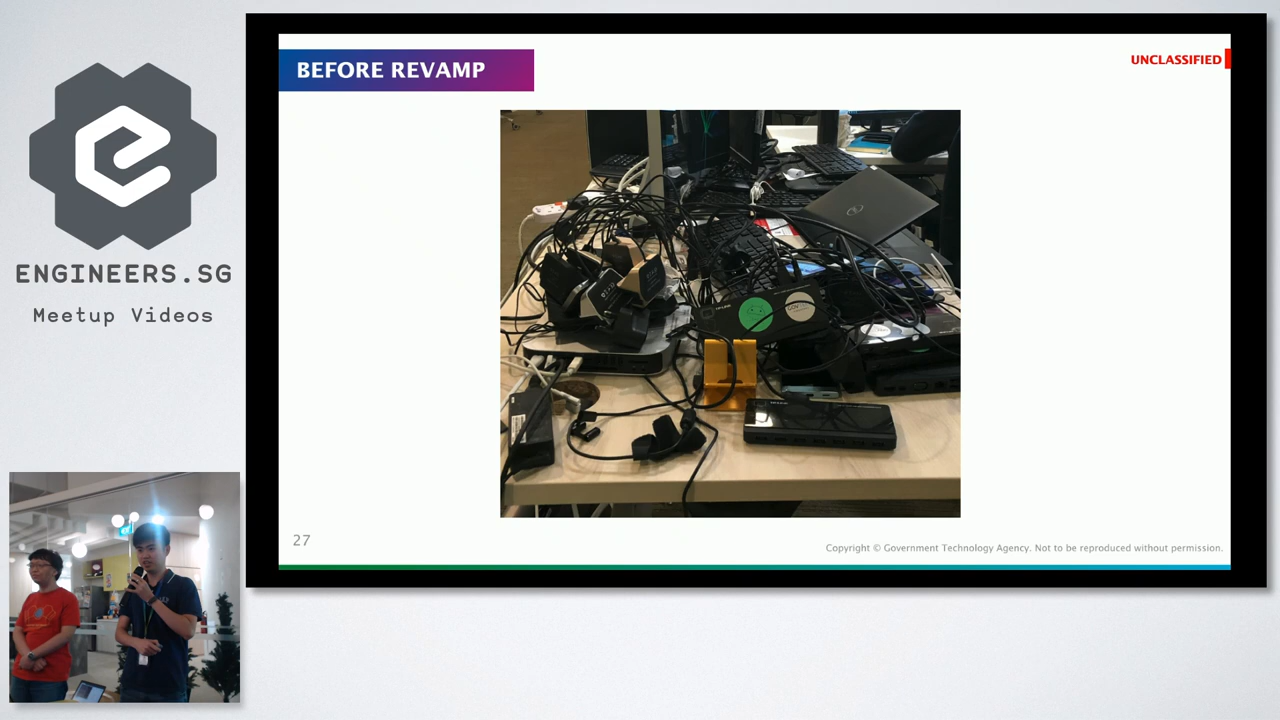 ENGINEERS.SG
Meetup Videos
BEFORE REVAMP
UNCLASSIFIED
27
Copyright © Government Technology Agency. Not to be reproduced without permission.